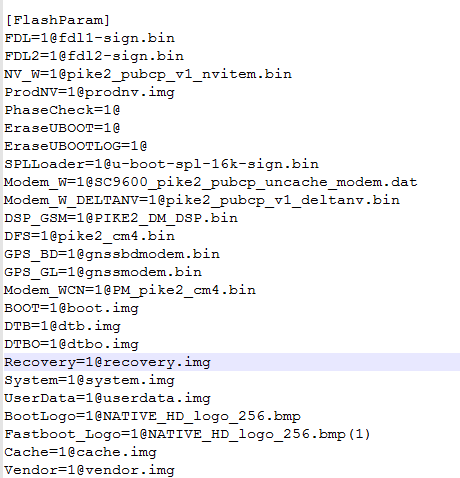 [FlashParam]
FDL=1@fdl1-sign.bin
FDL2=1@fdl2-sign.bin
NV_W=1@pike2_pubcp_v1_nvitem.bin
ProdNV=1@prodnv.img
PhaseCheck=1@
EraseUBOOT=1@
EraseUBOOTLOG=1@
SPLLoader=1@u-boot-spl-16k-sign.bin
Modem_W=1@SC9600_pike2_pubcp_uncache_modem.dat
Modem_W_DELTANV=1@pike2_pubcp_v1_deltanv.bin
DSP_GSM=1@PIKE2_DM_DSP.bin
DFS=1@pike2_cm4.bin
GPS_BD=1@gnssbdmodem.bin
GPS_GL=1@gnssmodem.bin
Modem_WCN=1@PM_pike2_cm4.bin
BOOT=1@boot.img
DTB=1@dtb.img
DTBO=1@dtbo.img
Recovery=1@recovery.img
System=1@system.img
UserData=1@userdata.img
BootLogo=1@NATIVE_HD_logo_256.bmp
Fastboot_Logo=1@NATIVE_HD_logo_256.bmp(1)
Cache=1@cache.img
Vendor=1@vendor.img